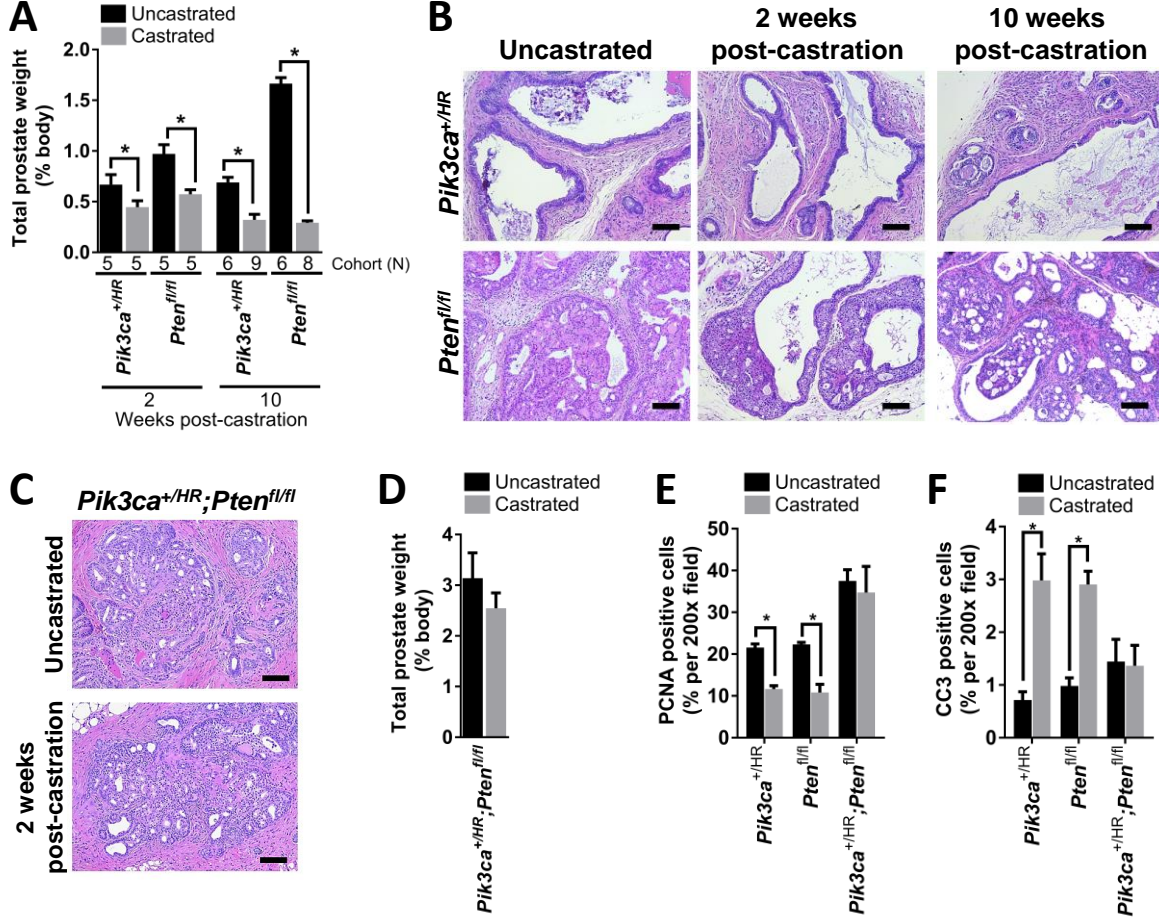 A
Uncastrated
Castrated
Total prostate weight
(% body)
2.0
1.5
1.0
0.5
0.0
*
*
*
*
5 5 5 5 6 9 6 8 Cohort (N)
Pik3ca+/HR
Ptenfl/fl
Pik3ca+/HR
Ptenfl/fl
2
10
Weeks post-castration
B
Uncastrated
2 weeks
post-castration
10 weeks
post-castration
Pik3ca+/HR
Ptenfl/fl
C
Pik3ca+/HR;Ptenfl/fl
Uncastrated
2 weeks
post-castration
D
Uncastrated
Castrated
Total prostate weight
(% body)
4
3
2
1
0
Pik3ca+/HR;Ptenfl/fl
E
Uncastrated
Castrated
PCNA positive cells
(% per 200x field)
50
40
30
20
10
0
*
*
Pik3ca+/HR
Ptenfl/fl
Pik3ca+/HR;Ptenfl/fl
F
Uncastrated
Castrated
CC3 positive cells
(% per 200x field)
4
3
2
1
0
*
*
Pik3ca+/HR
Ptenfl/fl
Pik3ca+/HR;Ptenfl/fl